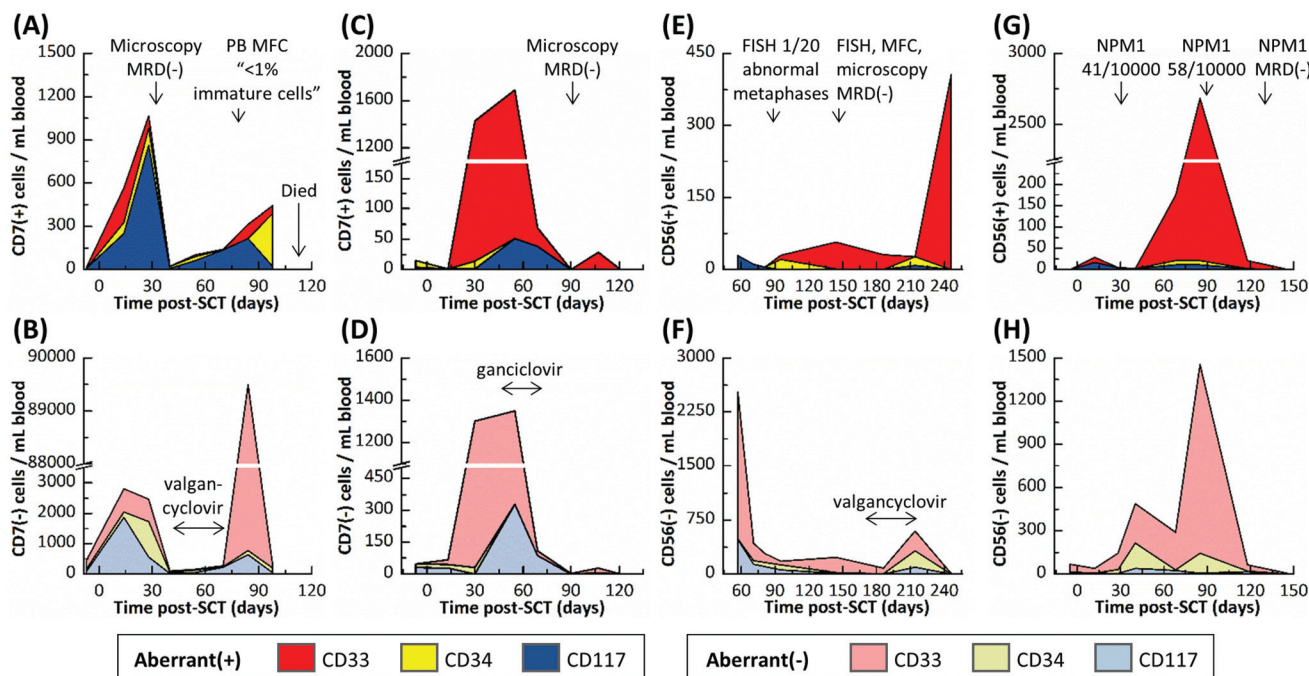 (A)
1500
1200
900
600
300
0
CD7(+) cells / mL blood
Microscopy
MRD(-)
PB MFC
“<1%
immature cells”
Died
0 30 60 90 120
Time post-SCT (days)
(C)
2000
1600
1200
150
100
50
0
CD7(+) cells / mL blood
Microscopy
MRD(-)
0 30 60 90 120
Time post-SCT (days)
(E)
450
300
150
0
CD56(+) cells / mL blood
FISH 1/20
abnormal
metaphases
FISH, MFC,
microscopy
MRD(-)
60 90 120 150 180 210 240
Time post-SCT (days)
(G)
3000
2500
200
150
100
50
0
CD56(+) cells / mL blood
NPM1
41/10000
NPM1
58/10000
NPM1
MRD(-)
0 30 60 90 120 150
Time post-SCT (days)
(B)
90000
89000
88000
3000
2000
1000
0
CD7(-) cells / mL blood
valgan-
cyclovir
0 30 60 90 120
Time post-SCT (days)
(D)
1600
1400
1200
450
300
150
0
CD7(-) cells / mL blood
ganciclovir
0 30 60 90 120
Time post-SCT (days)
(F)
3000
2250
1500
750
0
CD56(-) cells / mL blood
valgancyclovir
60 90 120 150 180 210 240
Time post-SCT (days)
(H)
1500
1200
900
600
300
0
CD56(-) cells / mL blood
0 30 60 90 120 150
Time post-SCT (days)
Aberrant(+) CD33 CD34 CD117
Aberrant(-) CD33 CD34 CD117